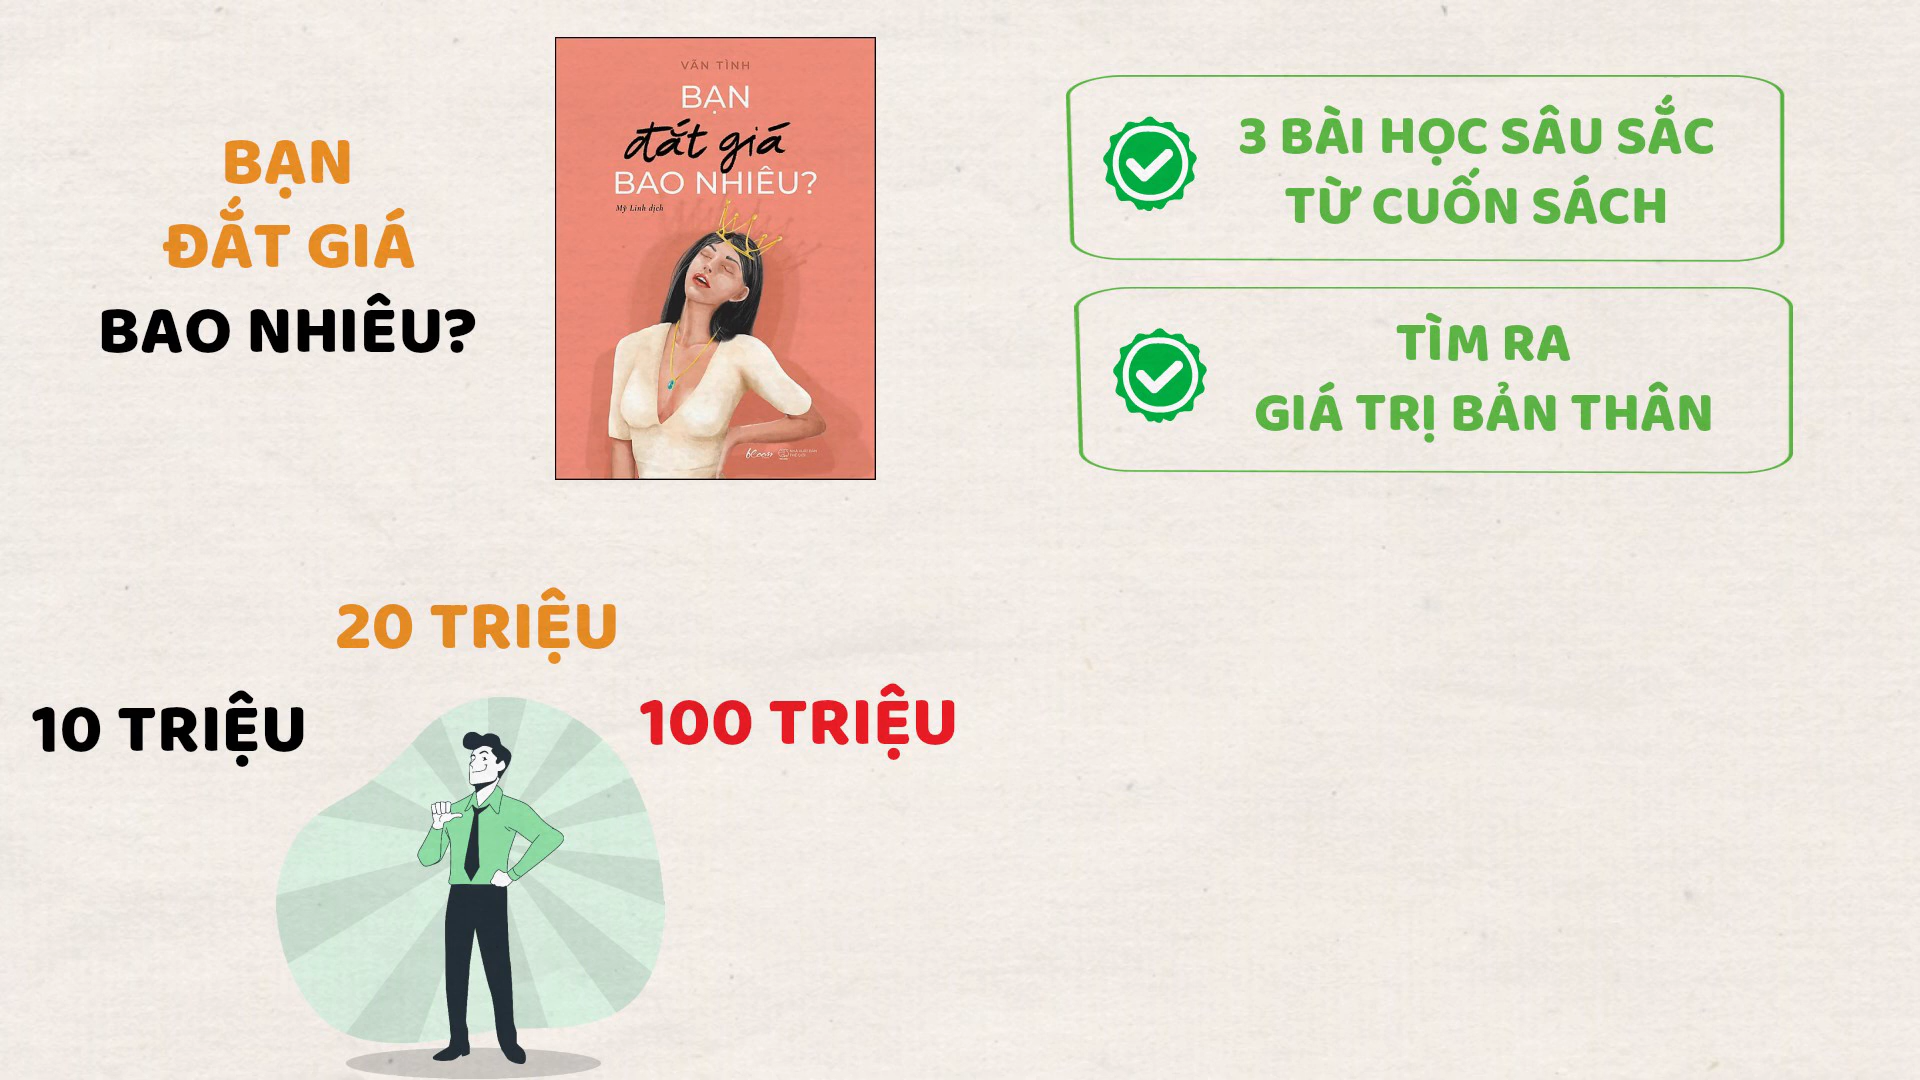 BẠN
ĐẮT GIÁ
BAO NHIÊU?
VÃN TÌNH
BẠN
đắt giá
BAO NHIÊU?
Mỹ Linh dịch
3 BÀI HỌC SÂU SẮC
TỪ CUỐN SÁCH
TÌM RA
GIÁ TRỊ BẢN THÂN
20 TRIỆU
10 TRIỆU
100 TRIỆU